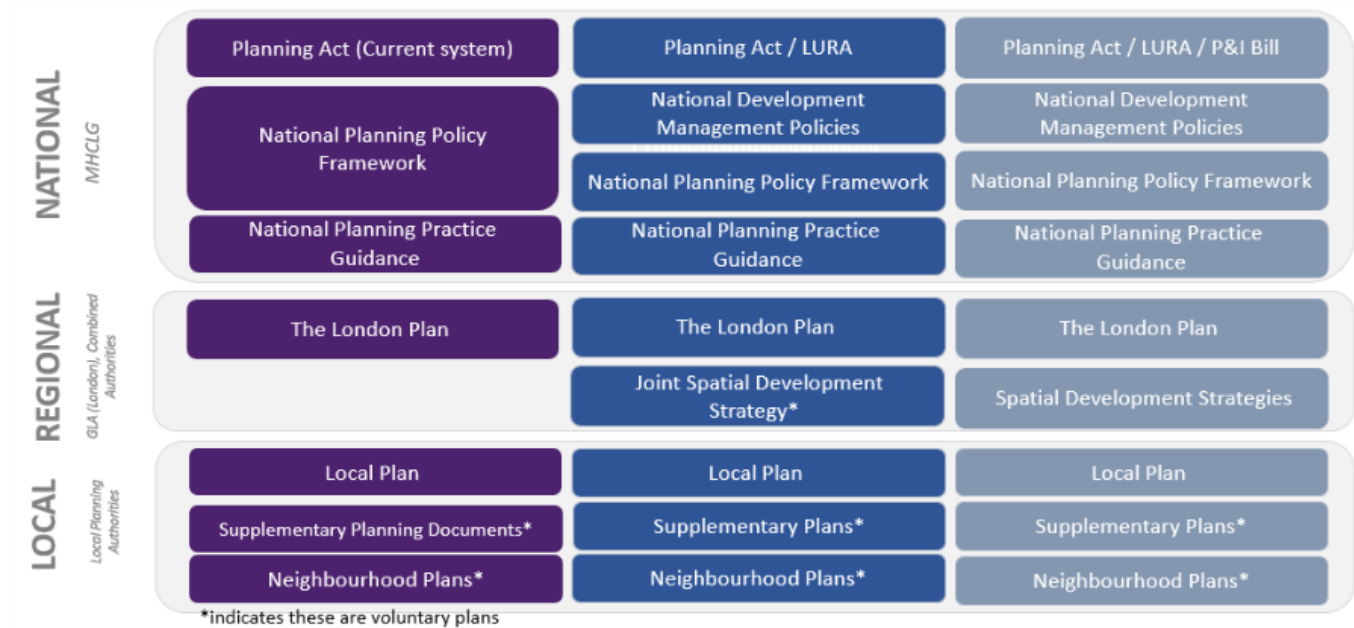 NATIONAL
MHCLG
Planning Act (Current system)
Planning Act / LURA
Planning Act / LURA / P&I Bill
National Planning Policy
Framework
National Development
Management Policies
National Development
Management Policies
National Planning Policy Framework
National Planning Policy Framework
National Planning Practice
Guidance
National Planning Practice
Guidance
National Planning Practice
Guidance
REGIONAL
GLA (London), Combined
Authorities
The London Plan
The London Plan
The London Plan
Joint Spatial Development
Strategy*
Spatial Development Strategies
LOCAL
Local Planning
Authorities
Local Plan
Local Plan
Local Plan
Supplementary Planning Documents*
Supplementary Plans*
Supplementary Plans*
Neighbourhood Plans*
Neighbourhood Plans*
Neighbourhood Plans*
*indicates these are voluntary plans